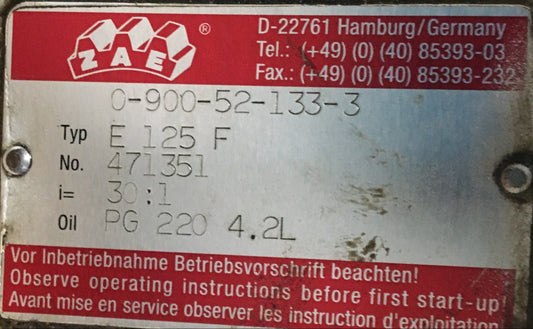 ZAE ®
D-22761 Hamburg/Germany
Tel.: (+49) (0) (40) 85393-03
Fax.: (+49) (0) (40) 85393-232
0-900-52-133-3
Typ E 125 F
No. 471351
i= 30:1
Oil PG 220 4.2L
Vor Inbetriebnahme Betriebsvorschrift beachten!
Observe operating instructions before first start-up!
Avant mise en service observer les instruction d'exploitation